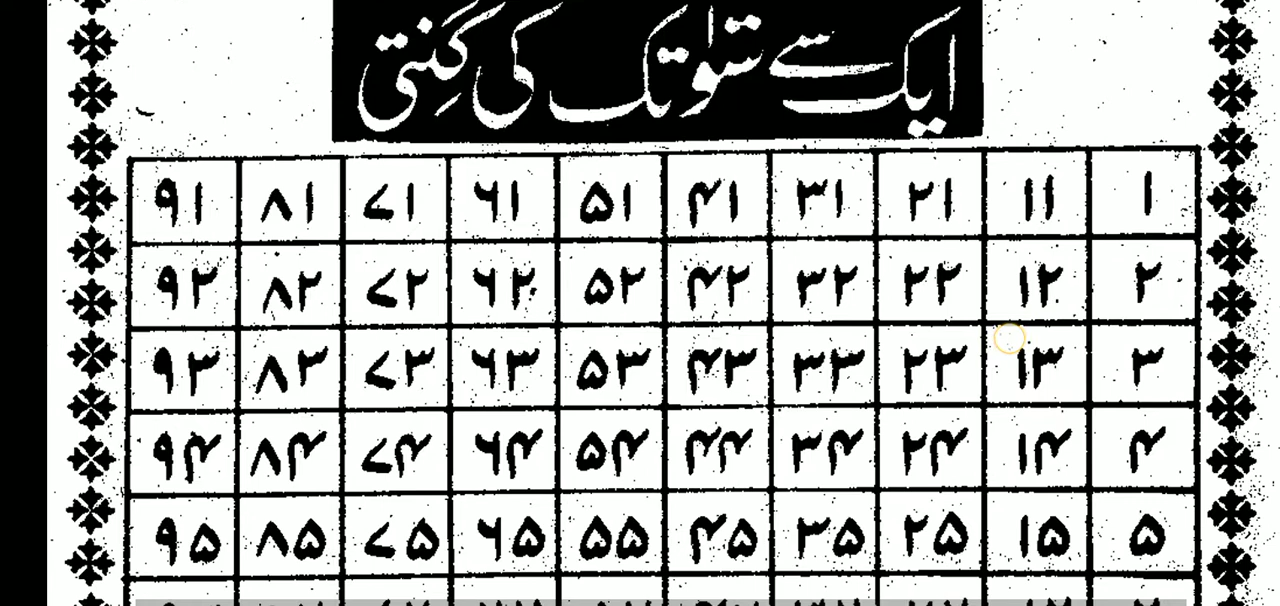 ایک سے سو تک کی گنتی
۱ ۱۱ ۲۱ ۳۱ ۴۱ ۵۱ ۶۱ ۷۱ ۸۱ ۹۱
۲ ۱۲ ۲۲ ۳۲ ۴۲ ۵۲ ۶۲ ۷۲ ۸۲ ۹۲
۳ ۱۳ ۲۳ ۳۳ ۴۳ ۵۳ ۶۳ ۷۳ ۸۳ ۹۳
۴ ۱۴ ۲۴ ۳۴ ۴۴ ۵۴ ۶۴ ۷۴ ۸۴ ۹۴
۵ ۱۵ ۲۵ ۳۵ ۴۵ ۵۵ ۶۵ ۷۵ ۸۵ ۹۵